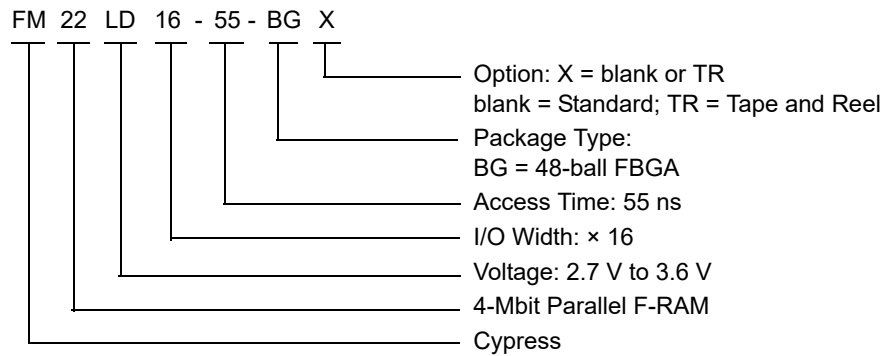 FM 22 LD 16 - 55 - BG X
Option: X = blank or TR
blank = Standard; TR = Tape and Reel
Package Type:
BG = 48-ball FBGA
Access Time: 55 ns
I/O Width: × 16
Voltage: 2.7 V to 3.6 V
4-Mbit Parallel F-RAM
Cypress